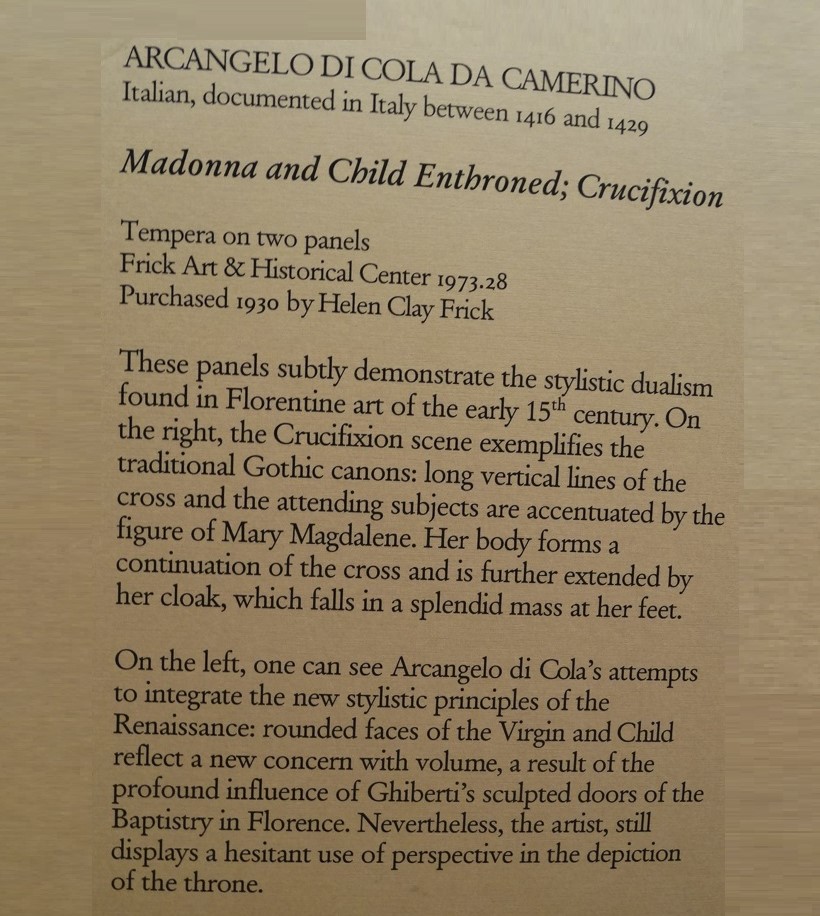 ARCANGELO DI COLA DA CAMERINO
Italian, documented in Italy between 1416 and 1429
Madonna and Child Enthroned; Crucifixion
Tempera on two panels
Frick Art & Historical Center 1973.28
Purchased 1930 by Helen Clay Frick
These panels subtly demonstrate the stylistic dualism
found in Florentine art of the early 15th century. On
the right, the Crucifixion scene exemplifies the
traditional Gothic canons: long vertical lines of the
cross and the attending subjects are accentuated by the
figure of Mary Magdalene. Her body forms a
continuation of the cross and is further extended by
her cloak, which falls in a splendid mass at her feet.
On the left, one can see Arcangelo di Cola's attempts
to integrate the new stylistic principles of the
Renaissance: rounded faces of the Virgin and Child
reflect a new concern with volume, a result of the
profound influence of Ghiberti's sculpted doors of the
Baptistry in Florence. Nevertheless, the artist, still
displays a hesitant use of perspective in the depiction
of the throne.